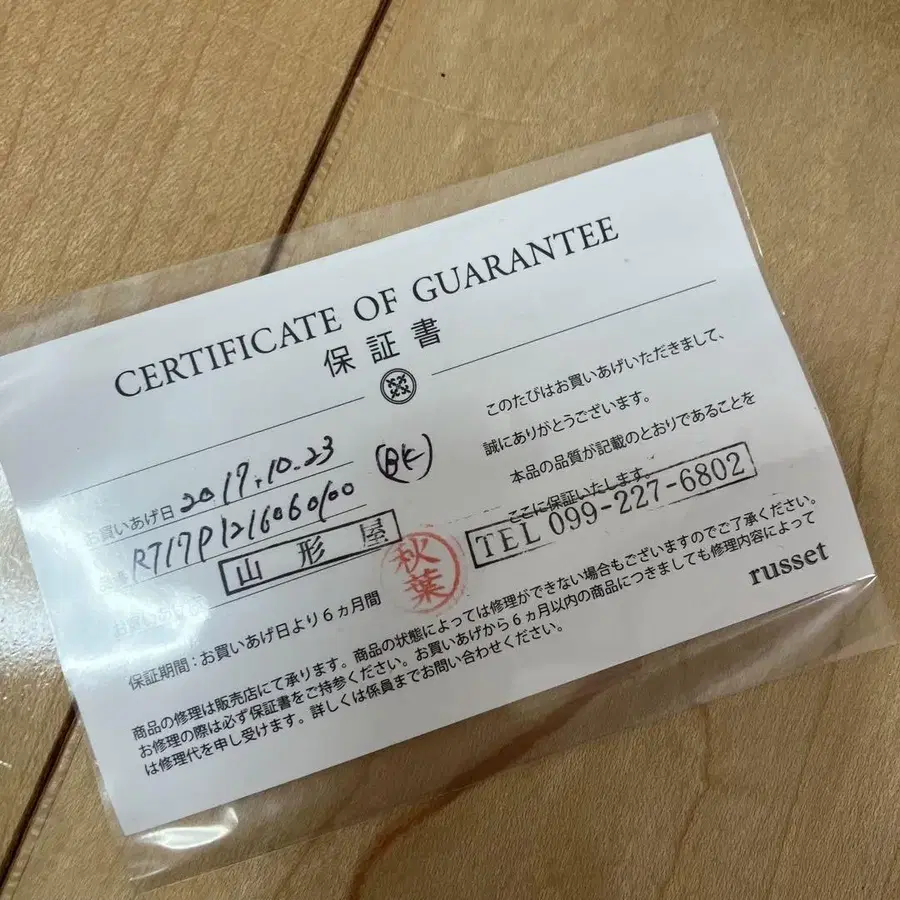 CERTIFICATE OF GUARANTEE
保証書
このたびはお買いあげいただきまして、
誠にありがとうございます。
本品の品質が記載のとおりであることを
ここに保証いたします。
お買いあげ日 2017.10.23 (BK)
RT17P1216060100
山形屋
秋葉
TEL 099-227-6802
保証期間：お買いあげ日より6ヵ月間
russet
商品の修理は販売店にて承ります。商品の状態によっては修理ができない場合もございますのでご了承ください。
お修理の際は必ず保証書をご持参ください。お買いあげから6ヵ月以内の商品につきましても修理内容によって
は修理代を申し受けます。詳しくは係員までお問い合わせください。